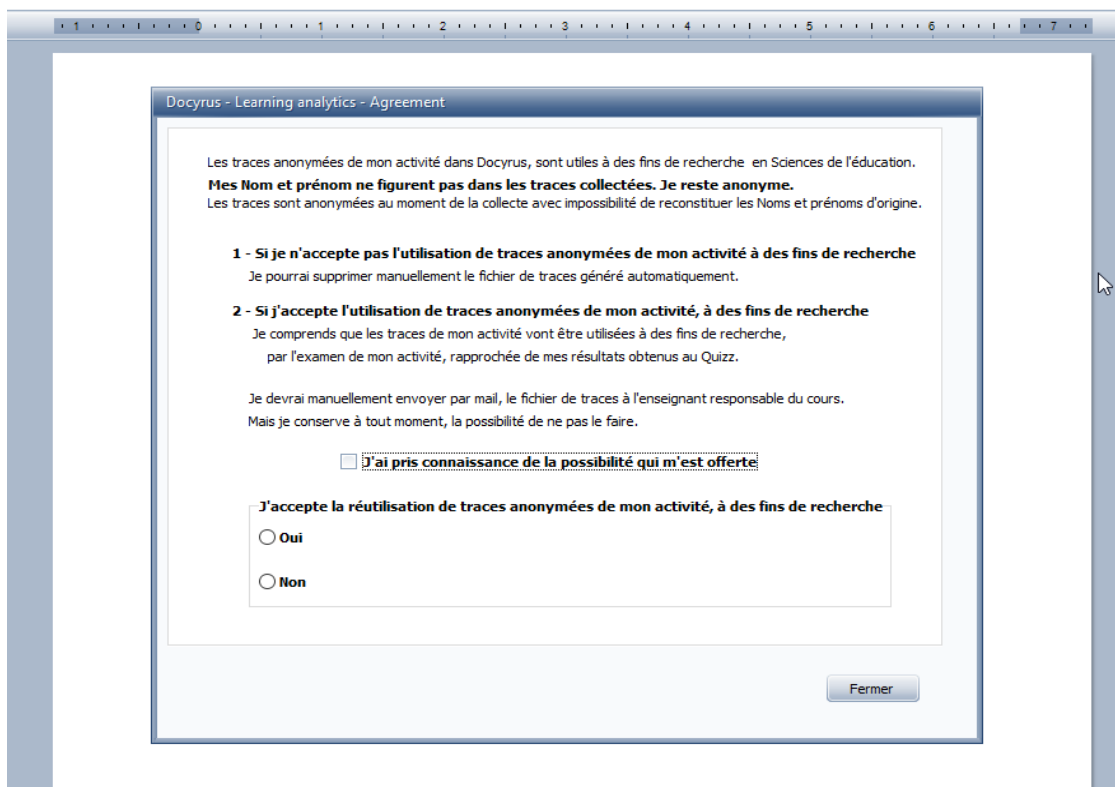 1 0 1 2 3 4 5 6 7
Docyrus - Learning analytics - Agreement
Les traces anonymées de mon activité dans Docyrus, sont utiles à des fins de recherche en Sciences de l'éducation.
Mes Nom et prénom ne figurent pas dans les traces collectées. Je reste anonyme.
Les traces sont anonymées au moment de la collecte avec impossibilité de reconstituer les Noms et prénoms d'origine.
1 - Si je n'accepte pas l'utilisation de traces anonymées de mon activité à des fins de recherche
Je pourrai supprimer manuellement le fichier de traces généré automatiquement.
2 - Si j'accepte l'utilisation de traces anonymées de mon activité, à des fins de recherche
Je comprends que les traces de mon activité vont être utilisées à des fins de recherche,
par l'examen de mon activité, rapprochée de mes résultats obtenus au Quizz.
Je devrai manuellement envoyer par mail, le fichier de traces à l'enseignant responsable du cours.
Mais je conserve à tout moment, la possibilité de ne pas le faire.
J'ai pris connaissance de la possibilité qui m'est offerte
J'accepte la réutilisation de traces anonymées de mon activité, à des fins de recherche
Oui
Non
Fermer